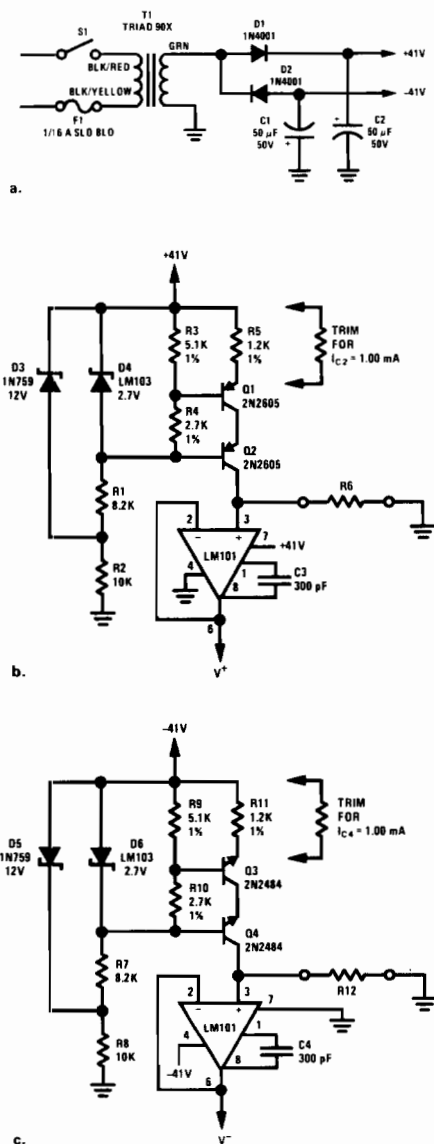 T1
TRIAD 90X
S1
BLK/RED
GRN
D1
1N4001
+41V
D2
1N4001
−41V
BLK/YELLOW
F1
1/16 A SLO BLO
C1
50 μF
50V
+
+
C2
50 μF
50V
a.
+41V
D3
1N759
12V
D4
LM103
2.7V
R3
5.1K
1%
R5
1.2K
1%
TRIM
FOR
IC2 = 1.00 mA
Q1
2N2605
R4
2.7K
1%
Q2
2N2605
R1
8.2K
R6
R2
10K
2
−
+
3
7
+41V
LM101
4
1
8
C3
300 pF
6
V+
b.
−41V
D5
1N759
12V
D6
LM103
2.7V
R9
5.1K
1%
R11
1.2K
1%
TRIM
FOR
IC4 = 1.00 mA
Q3
2N2484
R10
2.7K
1%
Q4
2N2484
R7
8.2K
R12
R8
10K
2
−
+
3
7
LM101
4
−41V
1
8
C4
300 pF
6
V−
c.